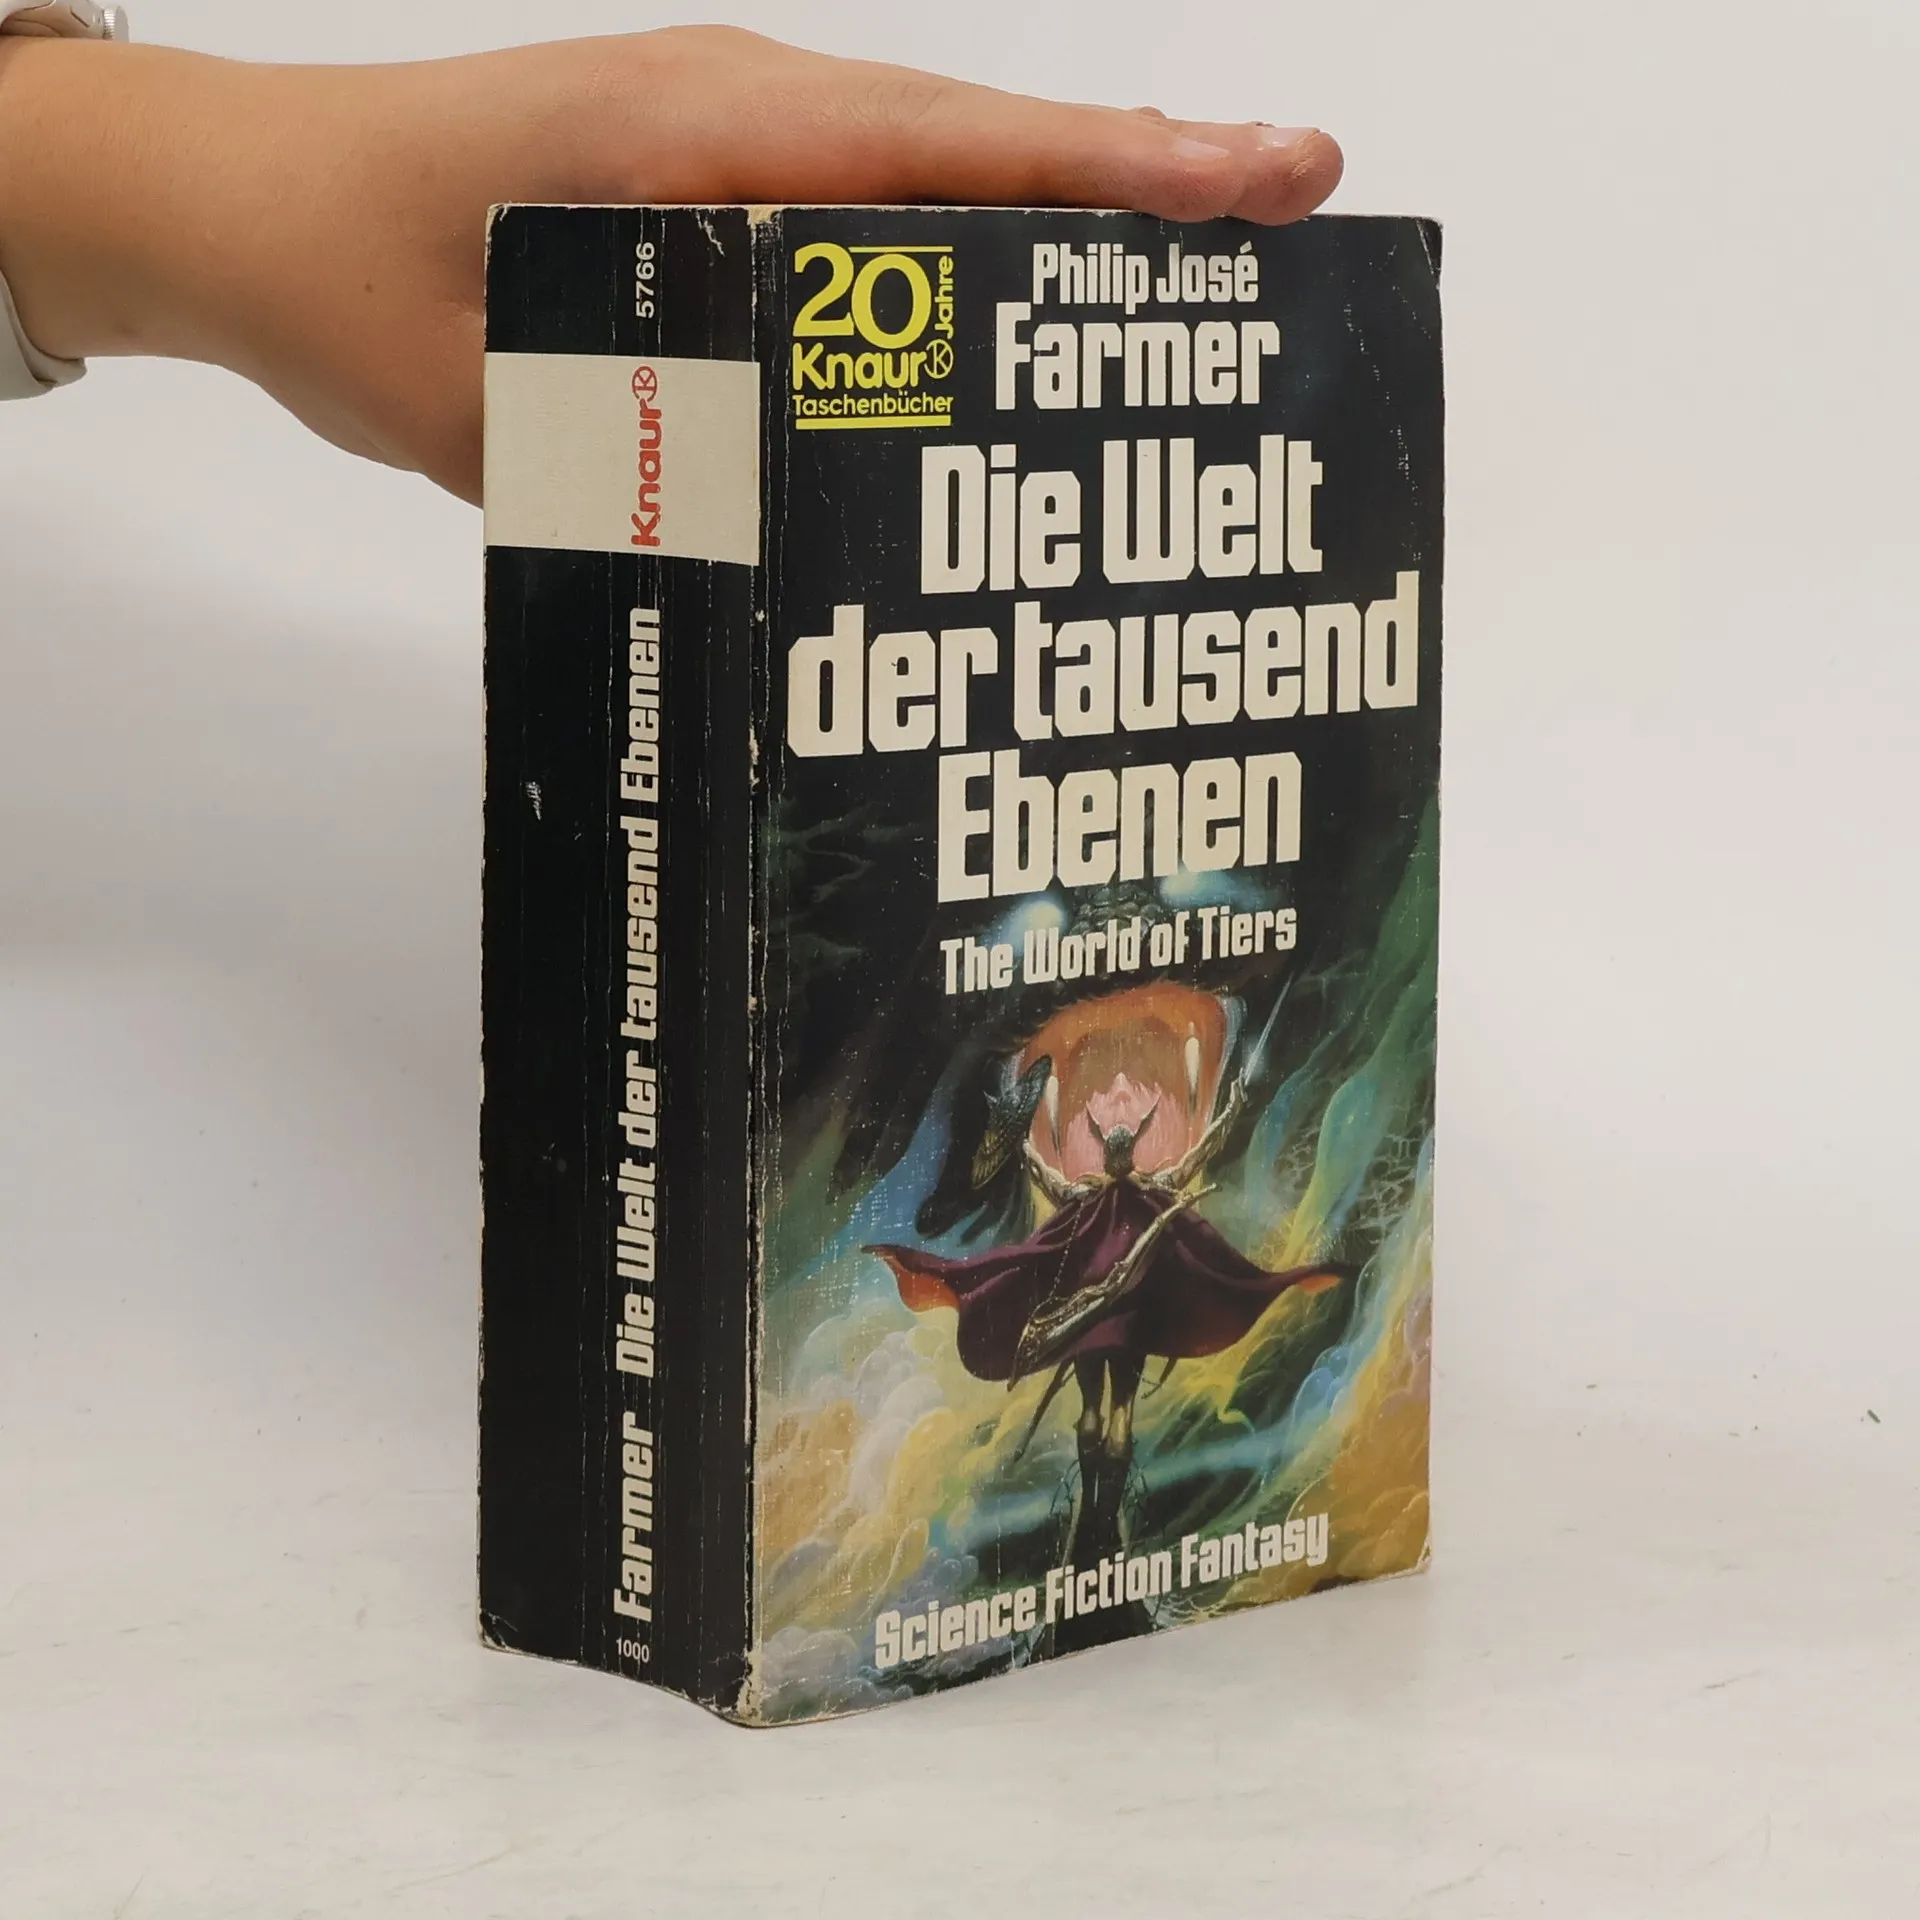 5766
Knaur
Farmer Die Welt der tausend Ebenen
1000
20 Jahre
Knaur
Taschenbücher
Philip José
Farmer
Die Welt
der tausend
Ebenen
The World of Tiers
Science Fiction Fantasy